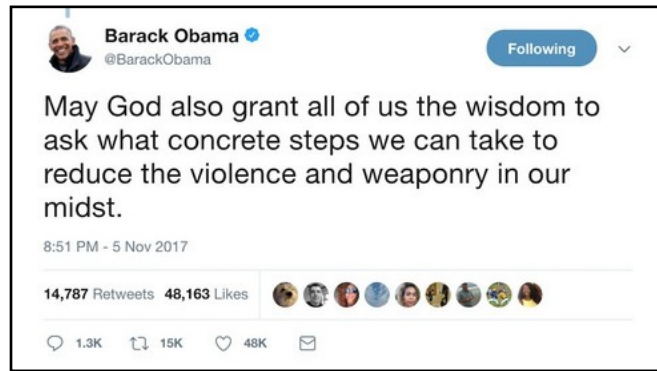 Barack Obama
@BarackObama
Following
May God also grant all of us the wisdom to
ask what concrete steps we can take to
reduce the violence and weaponry in our
midst.
8:51 PM - 5 Nov 2017
14,787 Retweets 48,163 Likes
1.3K 15K 48K